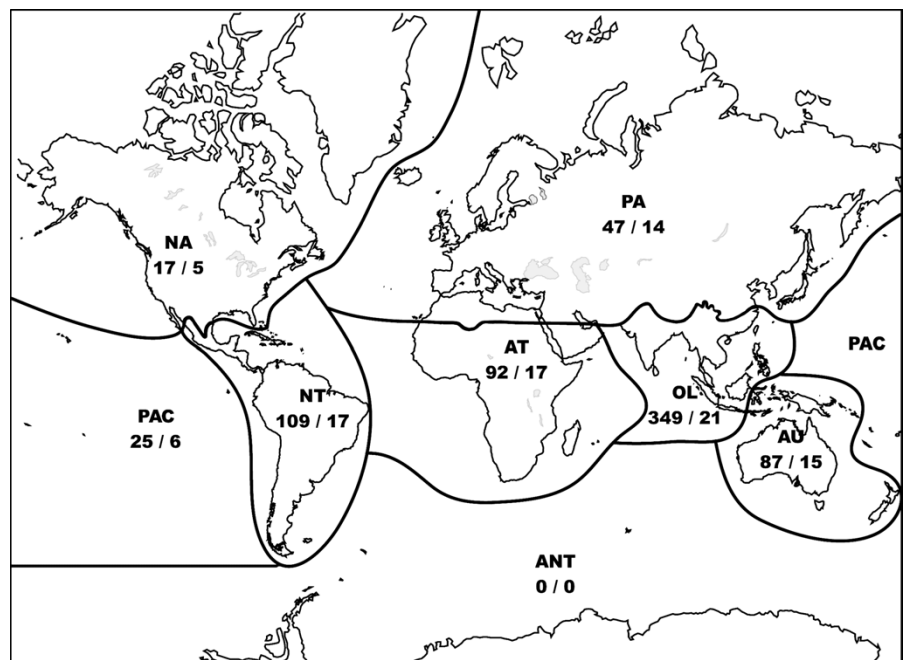 PA
47 / 14
NA
17 / 5
AT
92 / 17
PAC
NT
109 / 17
OL
349 / 21
PAC
25 / 6
AU
87 / 15
ANT
0 / 0